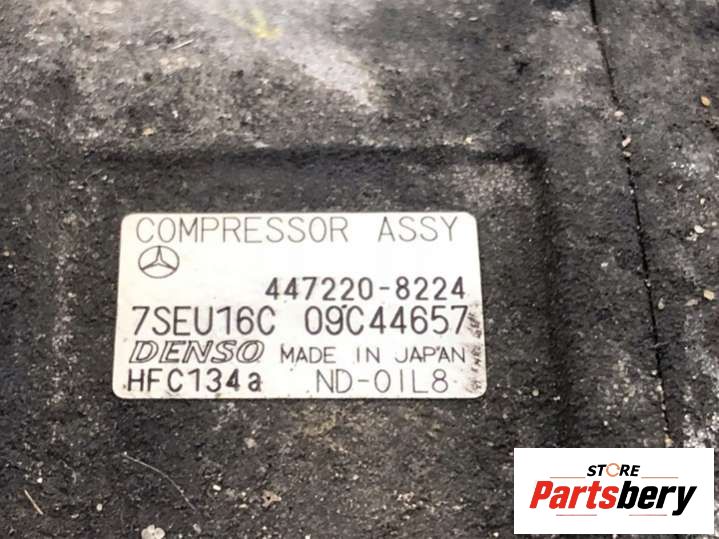 COMPRESSOR ASSY
447220-8224
7SEU16C 09C44657
DENSO MADE IN JAPAN
HFC134a ND-OIL8
STORE
Partsbery